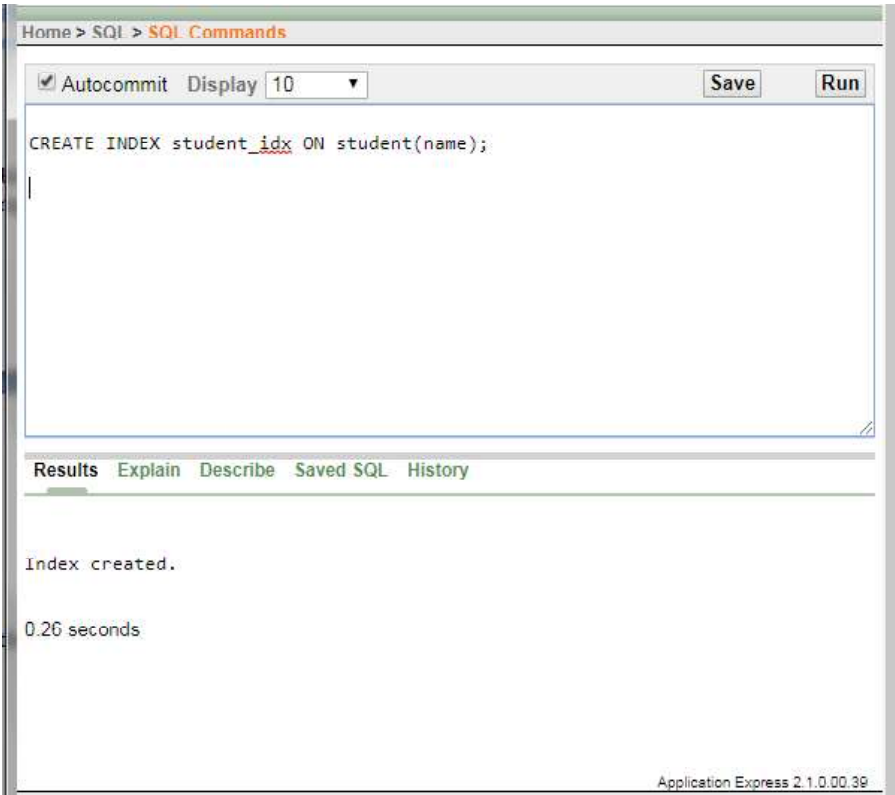 Home > SQL > SQL Commands
Autocommit Display 10 Save Run
CREATE INDEX student_idx ON student(name);
Results Explain Describe Saved SQL History
Index created.
0.26 seconds
Application Express 2.1.0.00.39